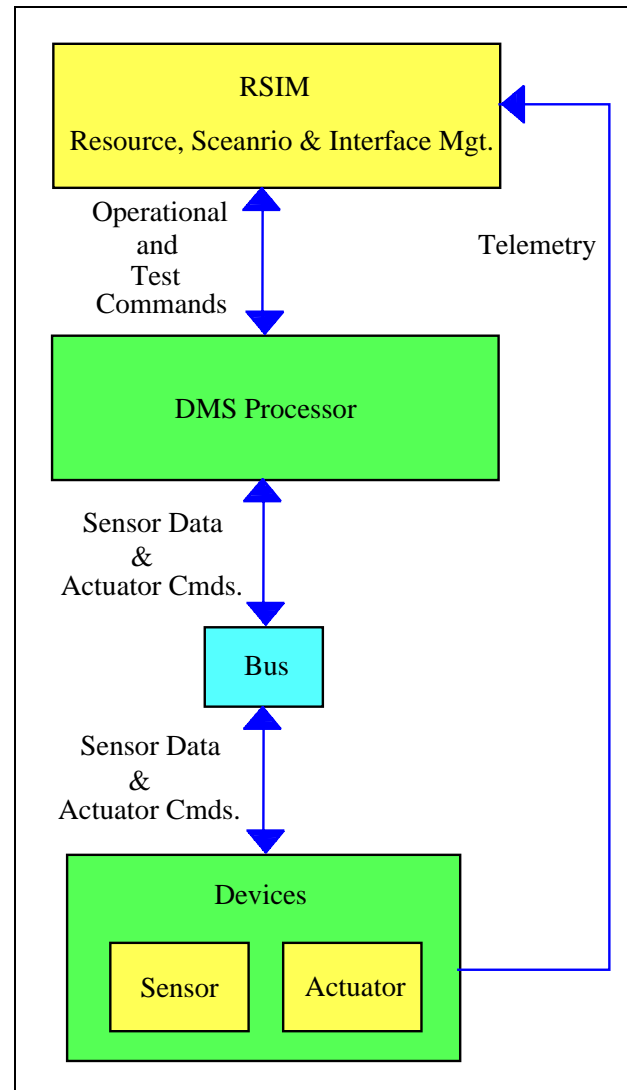 RSIM
Resource, Sceanrio & Interface Mgt.
Operational
and
Test
Commands
Telemetry
DMS Processor
Sensor Data
&
Actuator Cmds.
Bus
Sensor Data
&
Actuator Cmds.
Devices
Sensor
Actuator